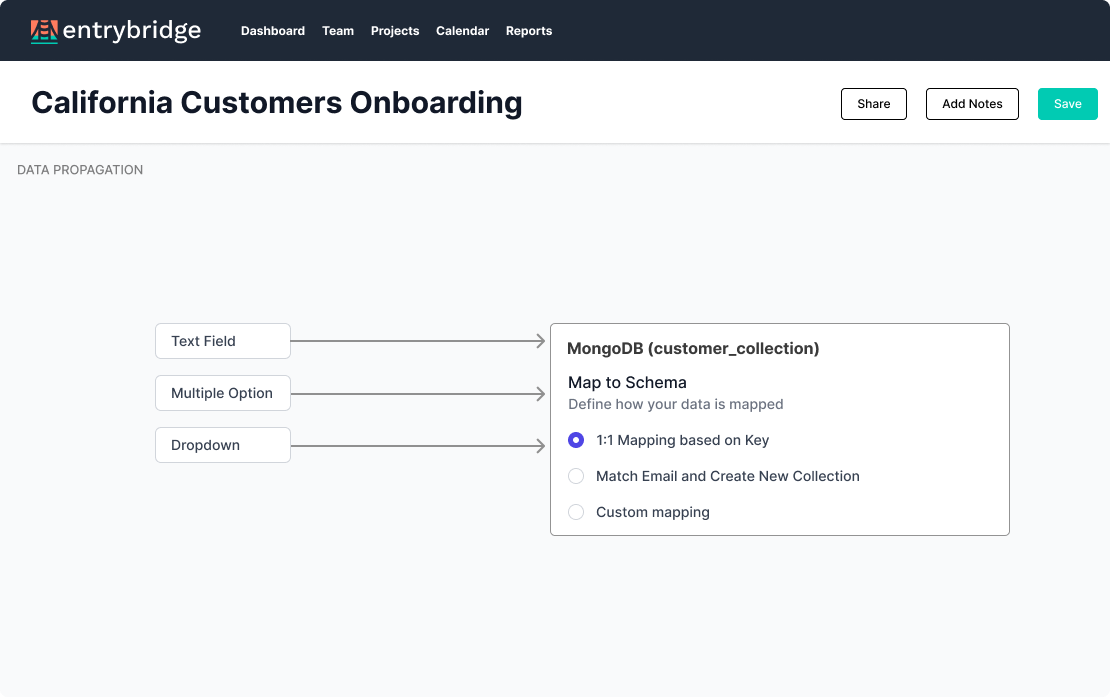 entrybridge Dashboard Team Projects Calendar Reports
California Customers Onboarding
Share Add Notes Save
DATA PROPAGATION
Text Field
Multiple Option
Dropdown
MongoDB (customer_collection)
Map to Schema
Define how your data is mapped
1:1 Mapping based on Key
Match Email and Create New Collection
Custom mapping